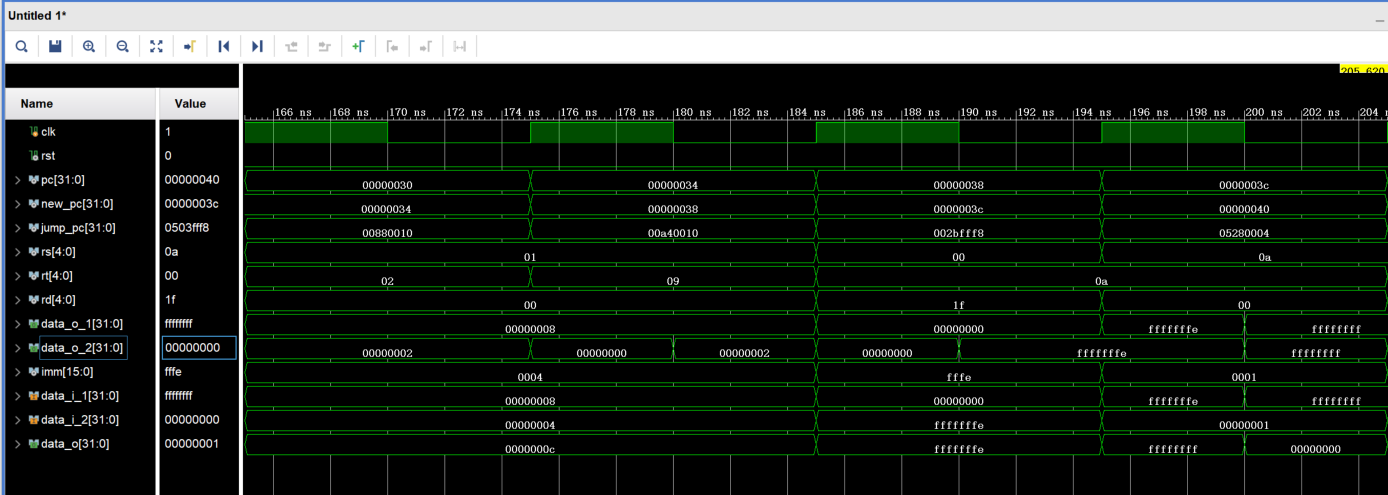 Untitled 1*
205.620
Name Value
166 ns 168 ns 170 ns 172 ns 174 ns 176 ns 178 ns 180 ns 182 ns 184 ns 186 ns 188 ns 190 ns 192 ns 194 ns 196 ns 198 ns 200 ns 202 ns 204
clk 1
rst 0
pc[31:0] 00000040 00000030 00000034 00000038 0000003c
new_pc[31:0] 0000003c 00000034 00000038 0000003c 00000040
jump_pc[31:0] 0503fff8 00880010 00a40010 002bfff8 05280004
rs[4:0] 0a 01 00 0a
rt[4:0] 00 02 09 0a
rd[4:0] 1f 00 1f 00
data_o_1[31:0] ffffffff 00000008 00000000 fffffffe ffffffff
data_o_2[31:0] 00000000 00000002 00000000 00000002 00000000 fffffffe ffffffff
imm[15:0] fffe 0004 fffe 0001
data_i_1[31:0] ffffffff 00000008 00000000 fffffffe ffffffff
data_i_2[31:0] 00000000 00000004 fffffffe 00000001
data_o[31:0] 00000001 0000000c fffffffe ffffffff 00000000